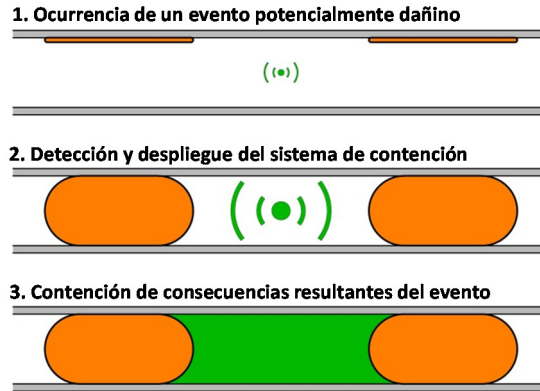 1. Ocurrencia de un evento potencialmente dañino
2. Detección y despliegue del sistema de contención
3. Contención de consecuencias resultantes del evento